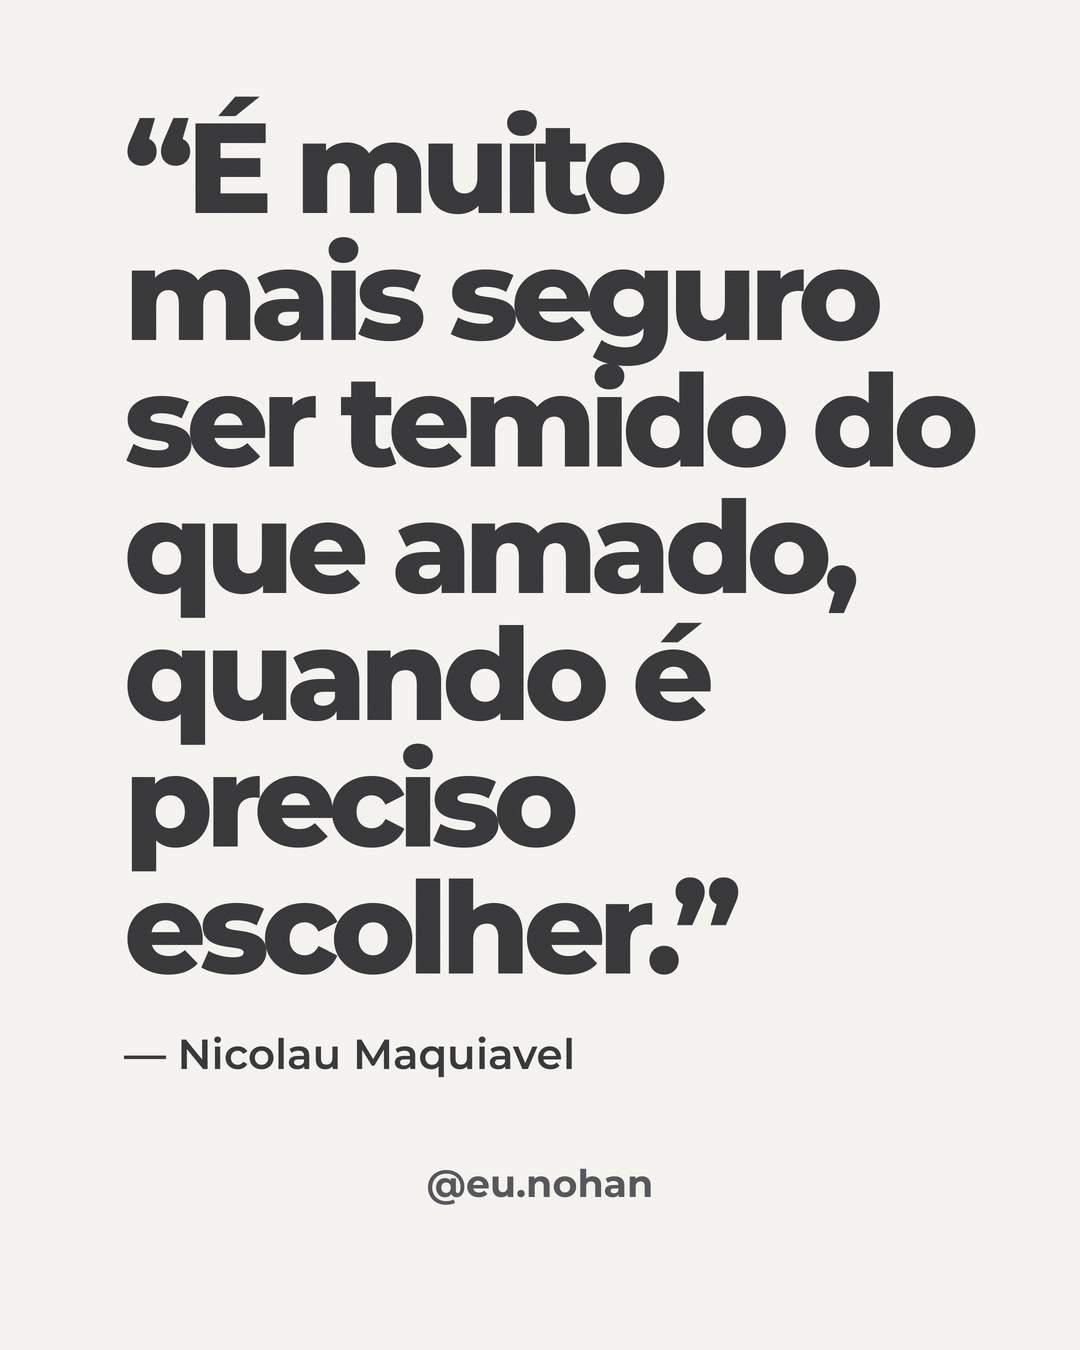 “É muito
mais seguro
ser temido do
que amado,
quando é
preciso
escolher.”
— Nicolau Maquiavel
@eu.nohan